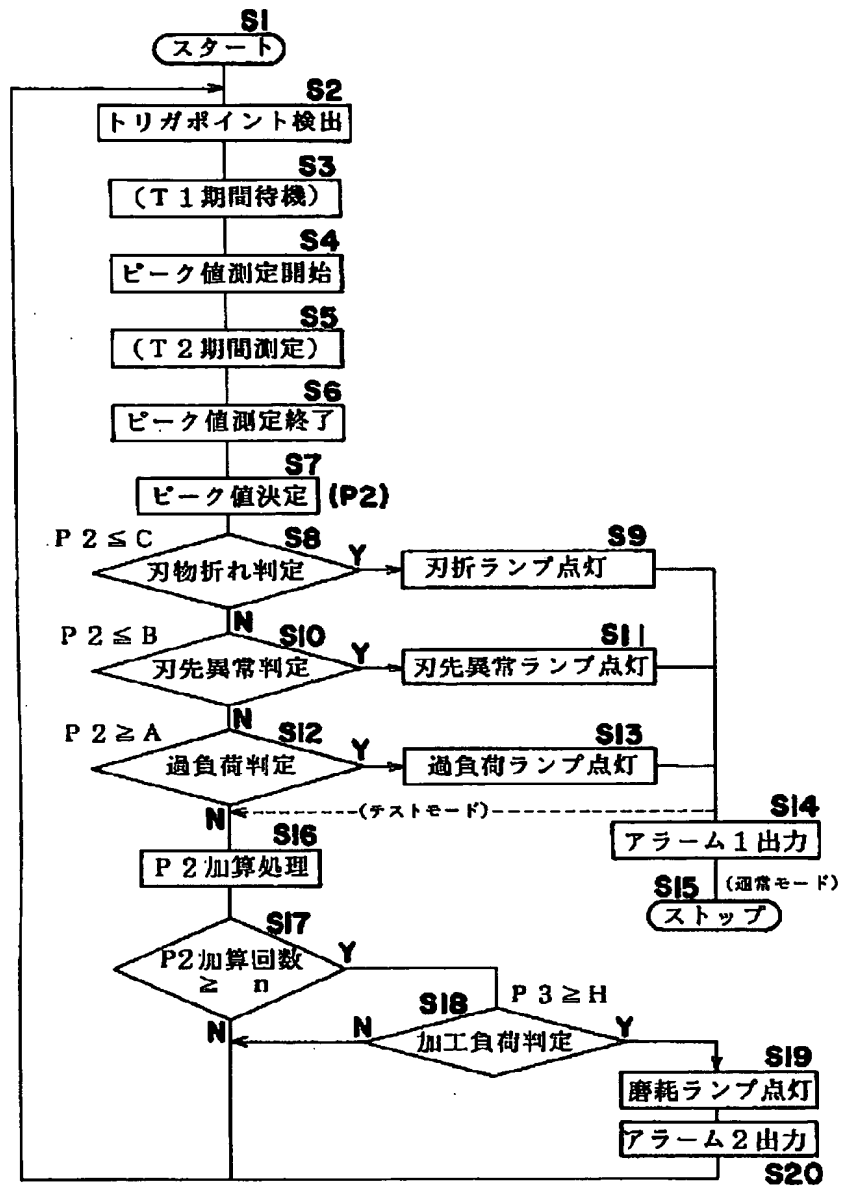 S1
スタート
S2
トリガポイント検出
S3
(T1期間待機)
S4
ピーク値測定開始
S5
(T2期間測定)
S6
ピーク値測定終了
S7
ピーク値決定 (P2)
P2≦C
S8
刃物折れ判定
Y
N
S9
刃折ランプ点灯
P2≦B
S10
刃先異常判定
Y
N
S11
刃先異常ランプ点灯
P2≧A
S12
過負荷判定
Y
N
S13
過負荷ランプ点灯
(テストモード)
S14
アラーム1出力
S15 (通常モード)
ストップ
S16
P2加算処理
S17
P2加算回数
≧ n
Y
N
S18
P3≧H
加工負荷判定
N
Y
S19
磨耗ランプ点灯
アラーム2出力
S20